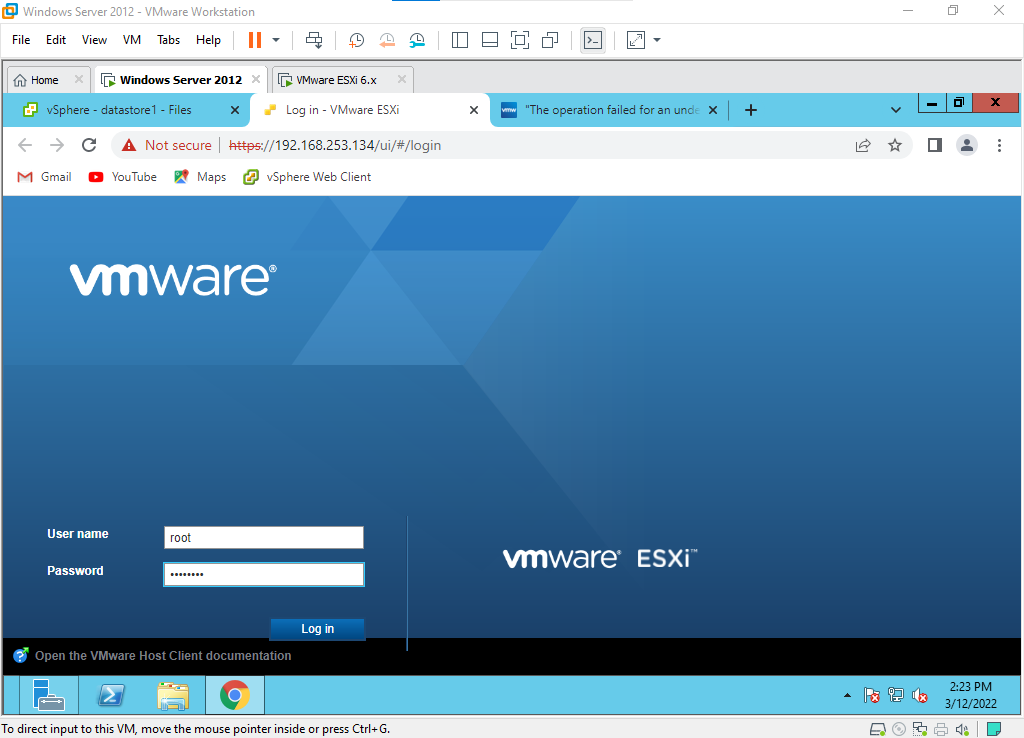 Windows Server 2012 - VMware Workstation
File Edit View VM Tabs Help
Home Windows Server 2012 VMware ESXi 6.x
vSphere - datastore1 - Files Log in - VMware ESXi "The operation failed for an unde
Not secure https://192.168.253.134/ui/#/login
Gmail YouTube Maps vSphere Web Client
vmware®
User name root
vmware® ESXi™
Password ••••••••
Log in
Open the VMware Host Client documentation
2:23 PM
3/12/2022
To direct input to this VM, move the mouse pointer inside or press Ctrl+G.